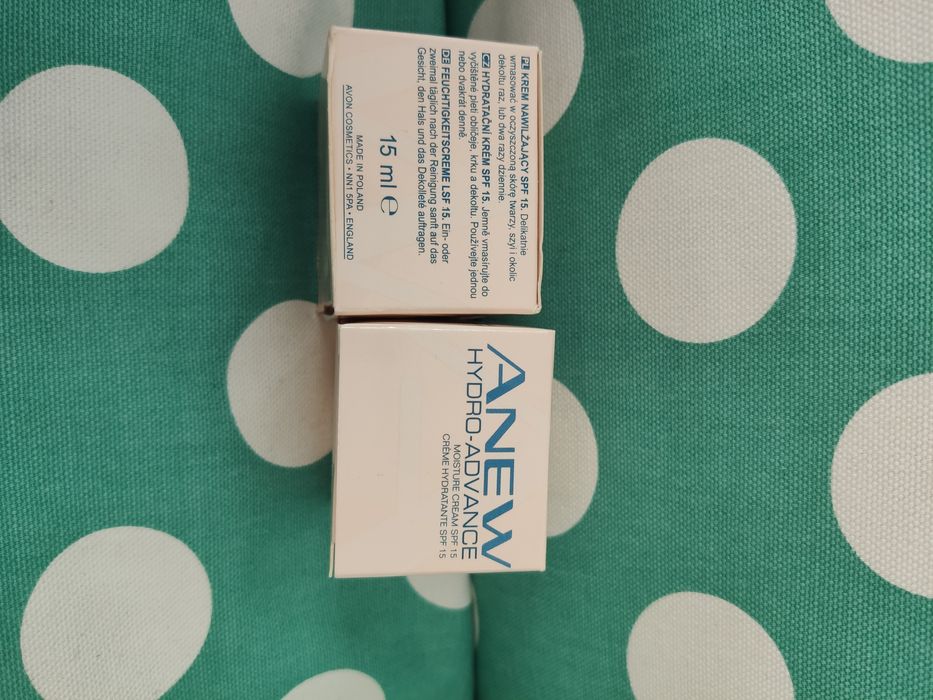 PL KREM NAWILŻAJĄCY SPF 15. Delikatnie
wmasować w oczyszczoną skórę twarzy, szyi i okolic
dekoltu raz, lub dwa razy dziennie.
CZ HYDRATAČNÍ KRÉM SPF 15. Jemně vmasírujte do
vyčištěné pleti obličeje, krku a dekoltu. Používejte jednou
nebo dvakrát denně.
DE FEUCHTIGKEITSCREME LSF 15. Ein- oder
zweimal täglich nach der Reinigung sanft auf das
Gesicht, den Hals und das Dekolleté auftragen.
15 ml e
MADE IN POLAND
AVON COSMETICS • NN1 5PA • ENGLAND
ANEW
HYDRO-ADVANCE
MOISTURE CREAM SPF 15
CRÈME HYDRATANTE SPF 15